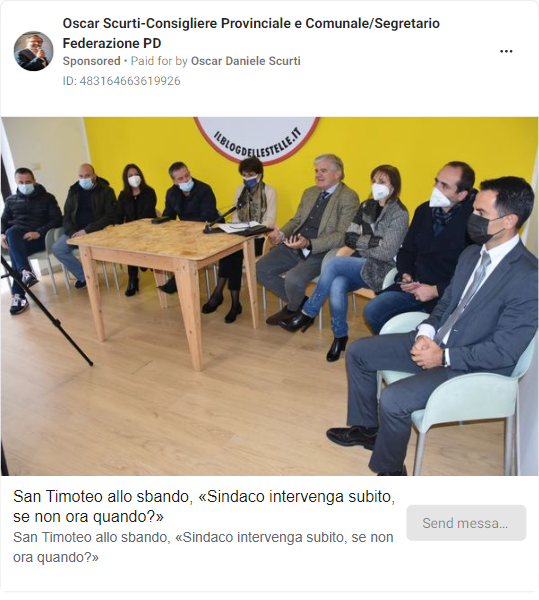 Oscar Scurti-Consigliere Provinciale e Comunale/Segretario
Federazione PD
Sponsored • Paid for by Oscar Daniele Scurti
ID: 483164663619926
ILBLOGDELLESTELLE.IT
San Timoteo allo sbando, «Sindaco intervenga subito,
se non ora quando?»
Send messa...
San Timoteo allo sbando, «Sindaco intervenga subito, se non
ora quando?»